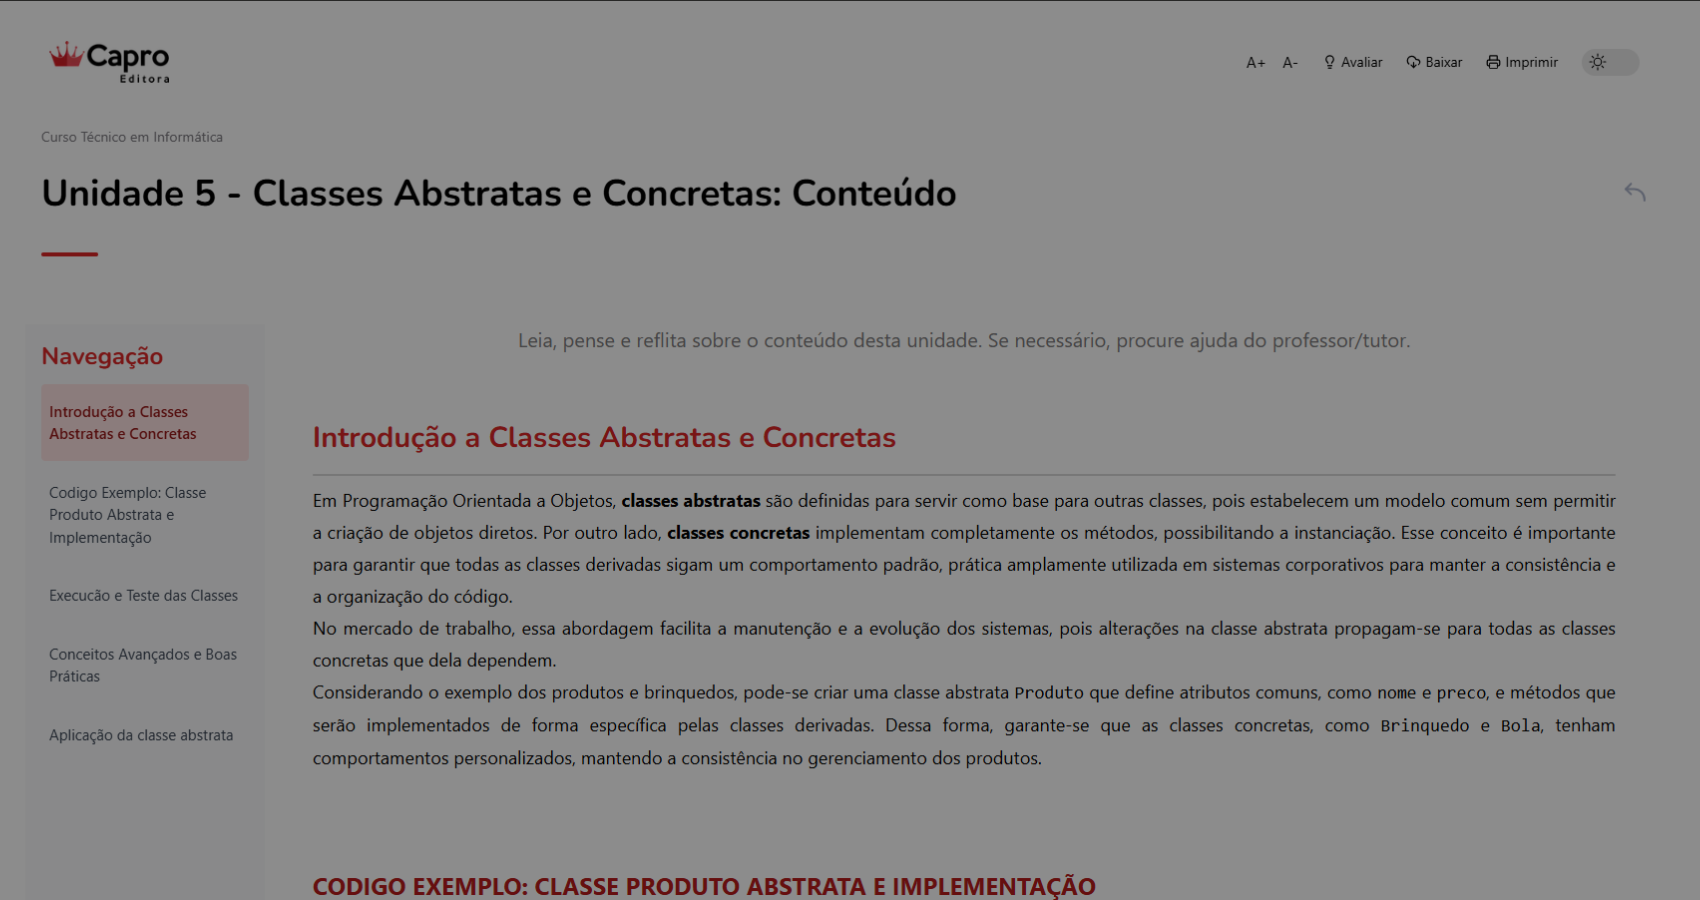 Capro
Editora
A+ A- Avaliar Baixar Imprimir
Curso Técnico em Informática
Unidade 5 - Classes Abstratas e Concretas: Conteúdo
Navegação
Introdução a Classes
Abstratas e Concretas
Codigo Exemplo: Classe
Produto Abstrata e
Implementação
Execucão e Teste das Classes
Conceitos Avançados e Boas
Práticas
Aplicação da classe abstrata
Leia, pense e reflita sobre o conteúdo desta unidade. Se necessário, procure ajuda do professor/tutor.
Introdução a Classes Abstratas e Concretas
Em Programação Orientada a Objetos, classes abstratas são definidas para servir como base para outras classes, pois estabelecem um modelo comum sem permitir
a criação de objetos diretos. Por outro lado, classes concretas implementam completamente os métodos, possibilitando a instanciação. Esse conceito é importante
para garantir que todas as classes derivadas sigam um comportamento padrão, prática amplamente utilizada em sistemas corporativos para manter a consistência e
a organização do código.
No mercado de trabalho, essa abordagem facilita a manutenção e a evolução dos sistemas, pois alterações na classe abstrata propagam-se para todas as classes
concretas que dela dependem.
Considerando o exemplo dos produtos e brinquedos, pode-se criar uma classe abstrata Produto que define atributos comuns, como nome e preco, e métodos que
serão implementados de forma específica pelas classes derivadas. Dessa forma, garante-se que as classes concretas, como Brinquedo e Bola, tenham
comportamentos personalizados, mantendo a consistência no gerenciamento dos produtos.
CODIGO EXEMPLO: CLASSE PRODUTO ABSTRATA E IMPLEMENTAÇÃO